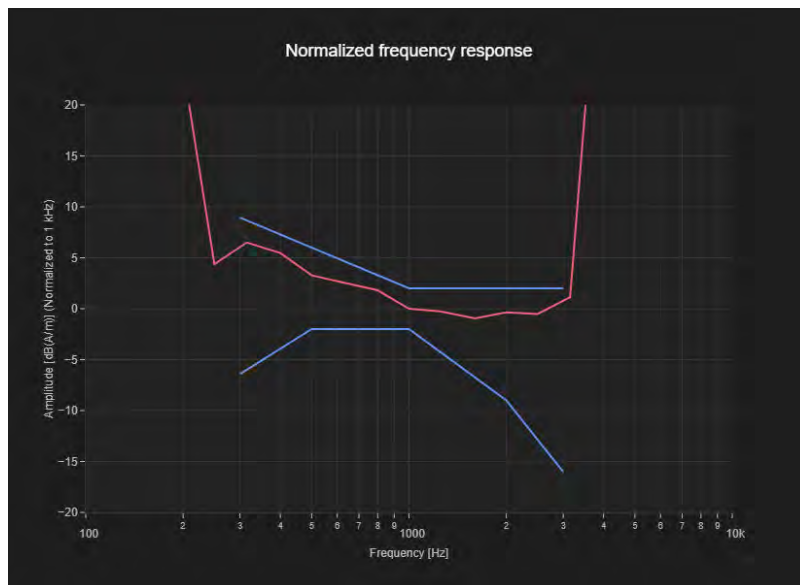 Normalized frequency response
Amplitude [dB(A/m)] (Normalized to 1 kHz)
20
15
10
5
0
−5
−10
−15
−20
100 2 3 4 5 6 7 8 9 1000 2 3 4 5 6 7 8 9 10k
Frequency [Hz]